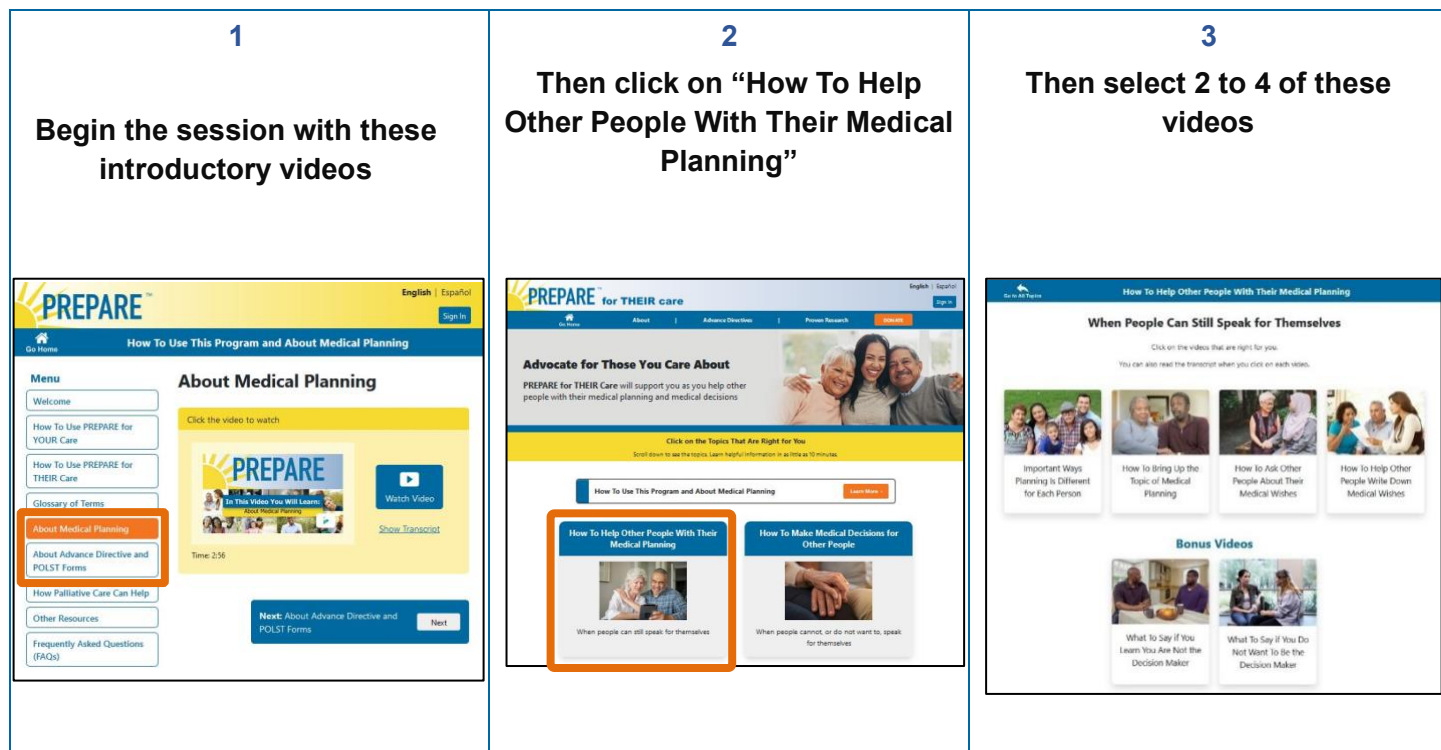 1
Begin the session with these
introductory videos
PREPARE™
English | Español
Sign In
Go Home
How To Use This Program and About Medical Planning
Menu
Welcome
How To Use PREPARE for
YOUR Care
How To Use PREPARE for
THEIR Care
Glossary of Terms
About Medical Planning
About Advance Directive and
POLST Forms
How Palliative Care Can Help
Other Resources
Frequently Asked Questions
(FAQs)
About Medical Planning
Click the video to watch
PREPARE
In This Video You Will Learn:
About Medical Planning
Watch Video
Show Transcript
Time: 2:56
Next: About Advance Directive and
POLST Forms
Next
2
Then click on “How To Help
Other People With Their Medical
Planning”
PREPARE™ for THEIR care
English | Español
Sign In
Go Home
About | Advance Directives | Proven Research
DONATE
Advocate for Those You Care About
PREPARE for THEIR Care will support you as you help other
people with their medical planning and medical decisions
Click on the Topics That Are Right for You
Scroll down to see the topics. Learn helpful information in as little as 10 minutes.
How To Use This Program and About Medical Planning
Learn More
How To Help Other People With Their
Medical Planning
When people can still speak for themselves
How To Make Medical Decisions for
Other People
When people cannot, or do not want to, speak
for themselves
3
Then select 2 to 4 of these
videos
Go to All Topics
How To Help Other People With Their Medical Planning
When People Can Still Speak for Themselves
Click on the videos that are right for you.
You can also read the transcript when you click on each video.
Important Ways
Planning Is Different
for Each Person
How To Bring Up the
Topic of Medical
Planning
How To Ask Other
People About Their
Medical Wishes
How To Help Other
People Write Down
Medical Wishes
Bonus Videos
What To Say if You
Learn You Are Not the
Decision Maker
What To Say if You Do
Not Want To Be the
Decision Maker